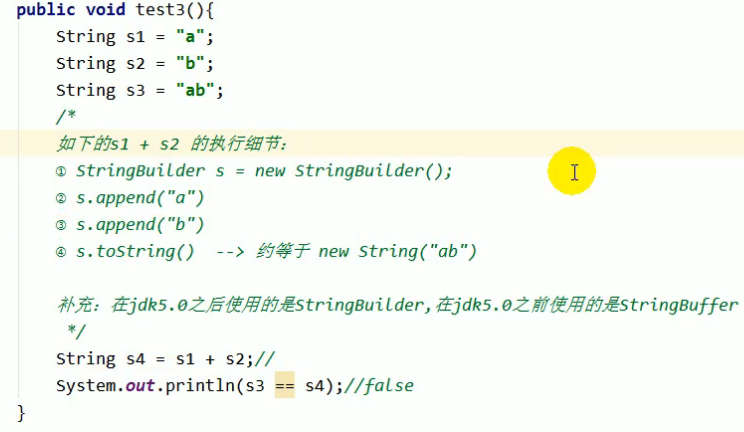 public void test3(){
String s1 = "a";
String s2 = "b";
String s3 = "ab";
/*
如下的s1 + s2 的执行细节：
① StringBuilder s = new StringBuilder();
② s.append("a")
③ s.append("b")
④ s.toString()  --> 约等于 new String("ab")
补充：在jdk5.0之后使用的是StringBuilder,在jdk5.0之前使用的是StringBuffer
*/
String s4 = s1 + s2;//
System.out.println(s3 == s4);//false
}